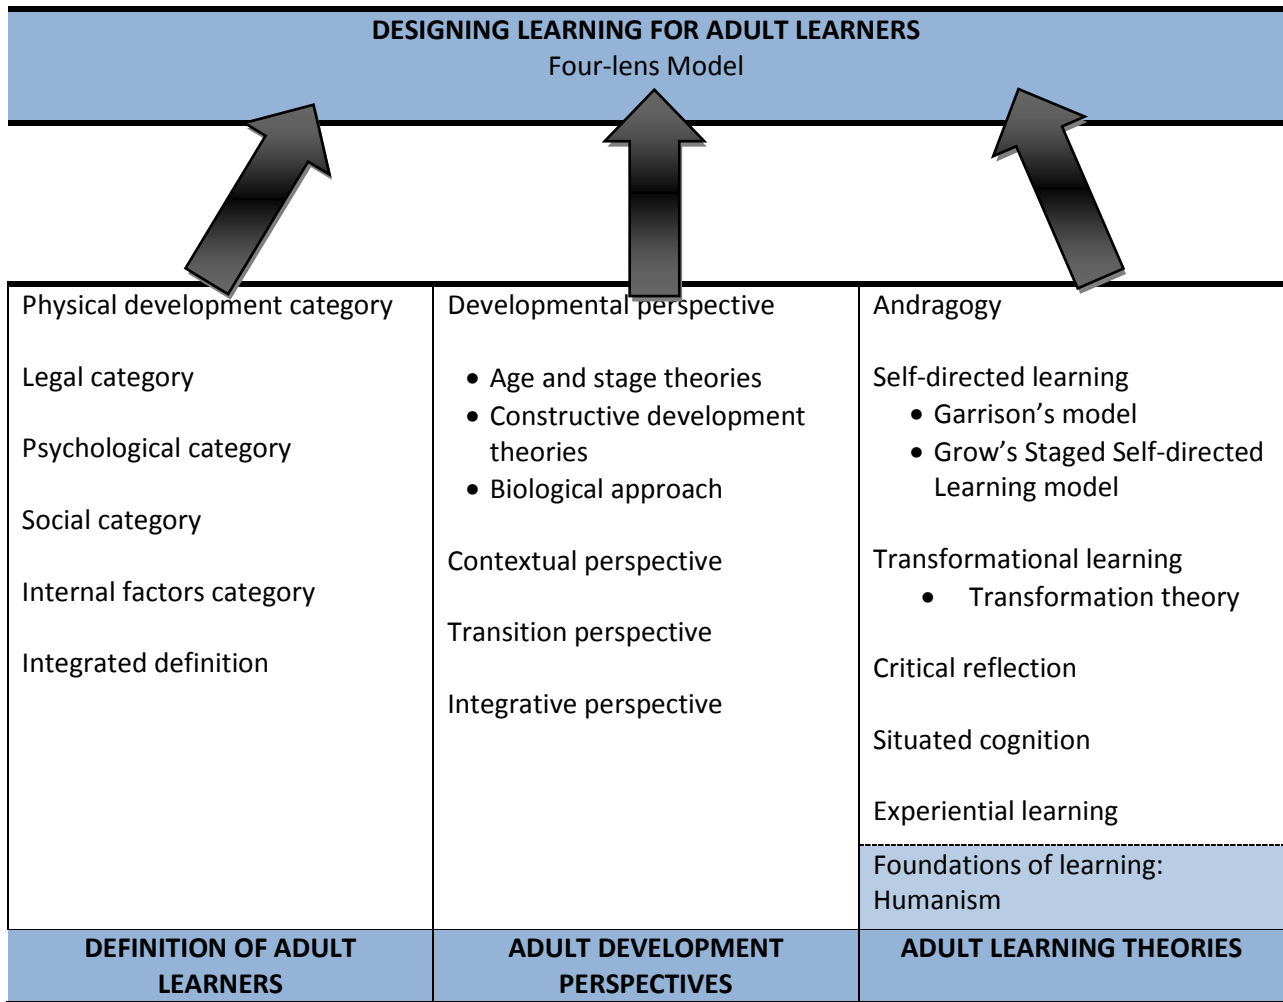 DESIGNING LEARNING FOR ADULT LEARNERS
Four-lens Model
Physical development category
Legal category
Psychological category
Social category
Internal factors category
Integrated definition
Developmental perspective
• Age and stage theories
• Constructive development
theories
• Biological approach
Contextual perspective
Transition perspective
Integrative perspective
Andragogy
Self-directed learning
• Garrison’s model
• Grow’s Staged Self-directed
Learning model
Transformational learning
• Transformation theory
Critical reflection
Situated cognition
Experiential learning
Foundations of learning:
Humanism
DEFINITION OF ADULT
LEARNERS
ADULT DEVELOPMENT
PERSPECTIVES
ADULT LEARNING THEORIES